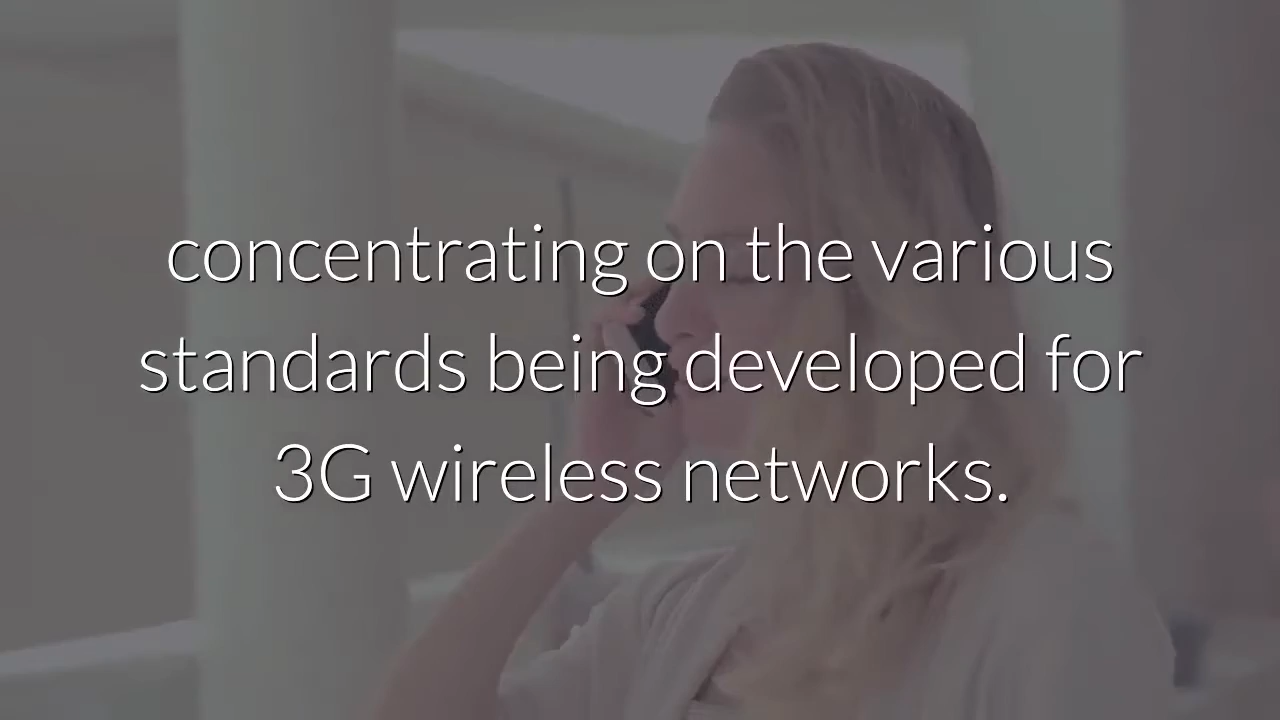 concentrating on the various
standards being developed for
3G wireless networks.